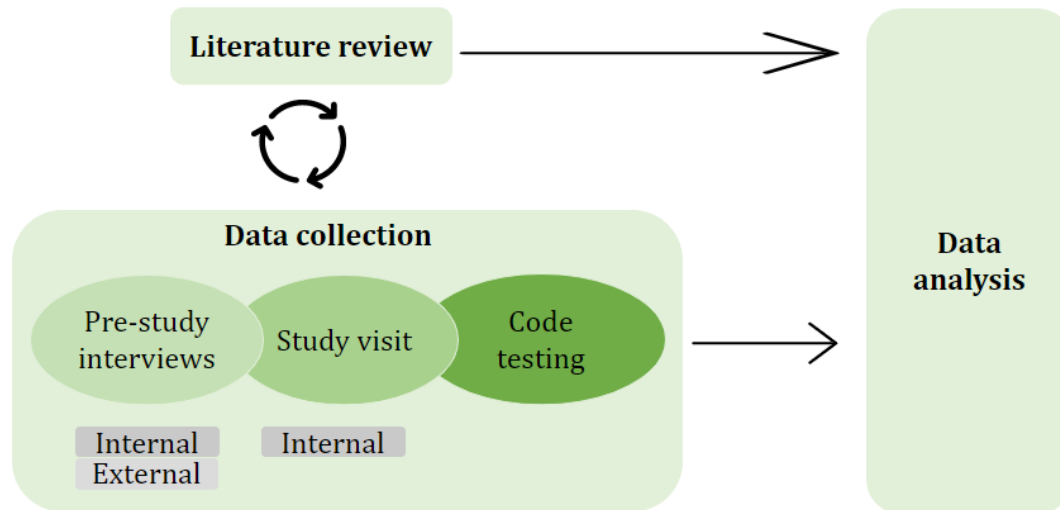 Literature review
Data collection
Pre-study
interviews
Study visit
Code
testing
Internal
External
Internal
Data
analysis